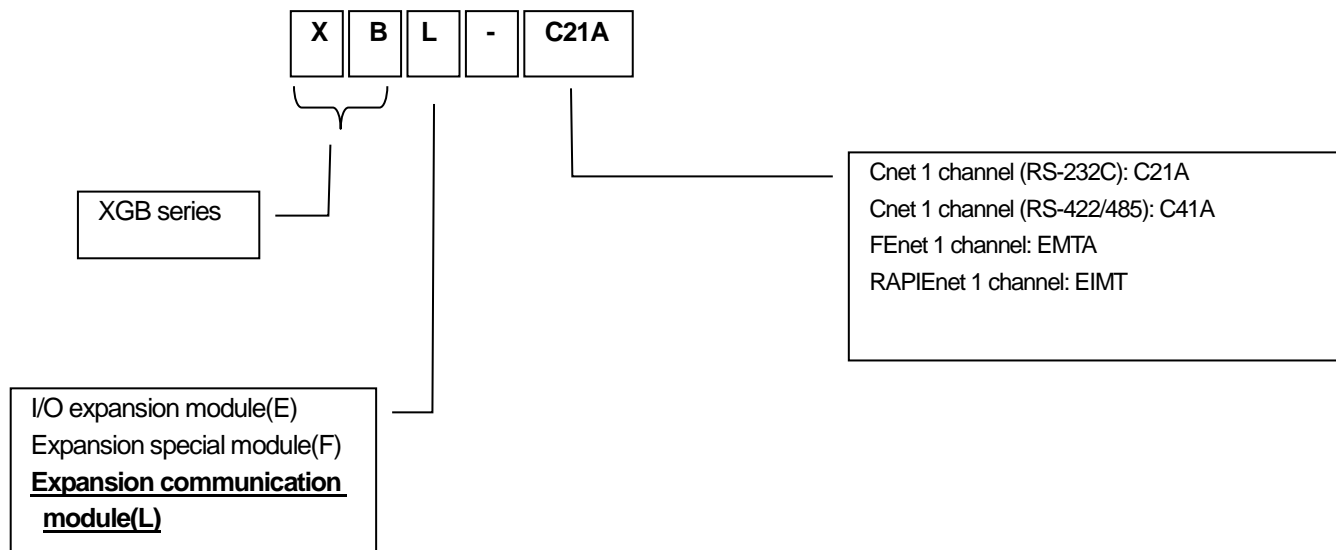 X B L - C21A
XGB series
Cnet 1 channel (RS-232C): C21A
Cnet 1 channel (RS-422/485): C41A
FEnet 1 channel: EMTA
RAPIEnet 1 channel: EIMT
I/O expansion module(E)
Expansion special module(F)
Expansion communication
module(L)